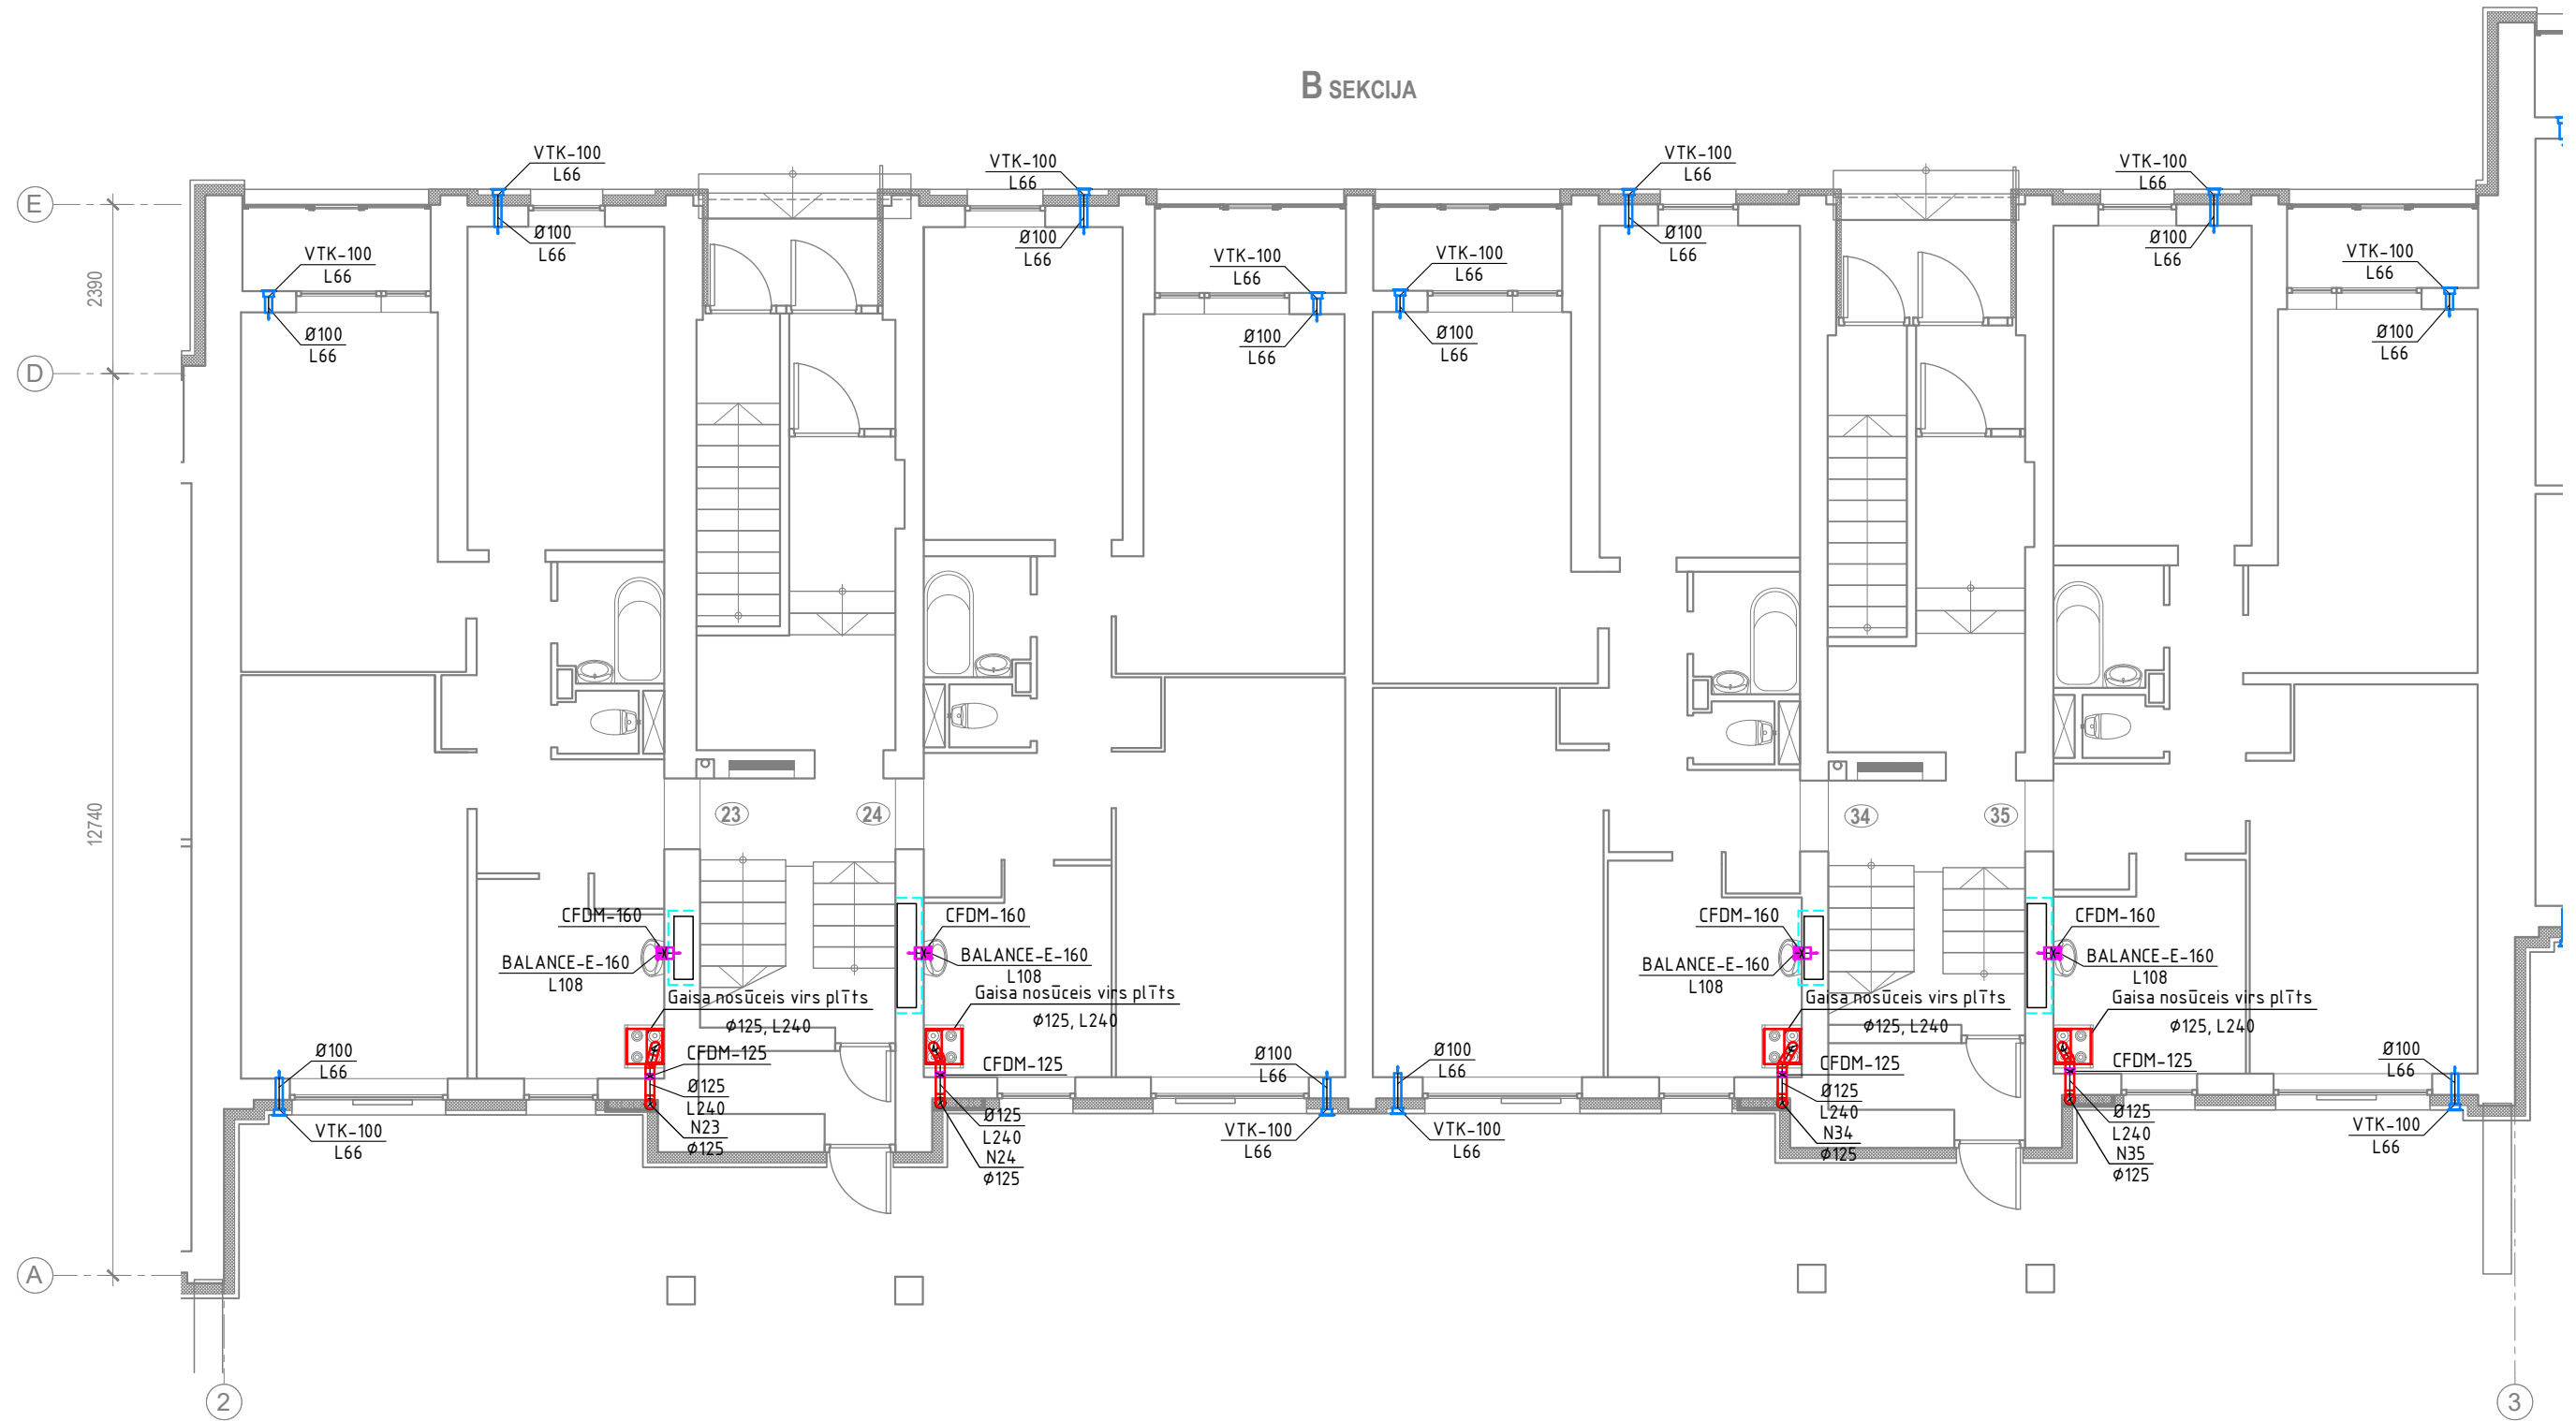 B SEKCIJA
VTK-100
L66
VTK-100
L66
VTK-100
L66
VTK-100
L66
E
Ø100
L66
Ø100
L66
Ø100
L66
Ø100
L66
VTK-100
L66
VTK-100
L66
VTK-100
L66
VTK-100
L66
2390
Ø100
L66
Ø100
L66
Ø100
L66
Ø100
L66
D
12740
23
24
34
35
CFDM-160
BALANCE-E-160
L108
CFDM-160
BALANCE-E-160
L108
CFDM-160
BALANCE-E-160
L108
CFDM-160
BALANCE-E-160
L108
Gaisa nosūceis virs plīts
Ø125, L240
Gaisa nosūceis virs plīts
Ø125, L240
Gaisa nosūceis virs plīts
Ø125, L240
Gaisa nosūceis virs plīts
Ø125, L240
Ø100
L66
CFDM-125
Ø125
L240
N23
Ø125
CFDM-125
Ø125
L240
N24
Ø125
Ø100
L66
Ø100
L66
CFDM-125
Ø125
L240
N34
Ø125
CFDM-125
Ø125
L240
N35
Ø125
Ø100
L66
VTK-100
L66
VTK-100
L66
VTK-100
L66
VTK-100
L66
A
2
3